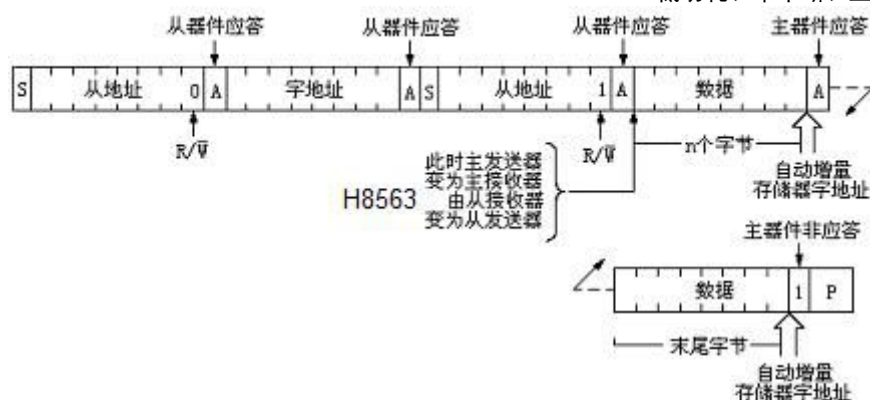 从器件应答 从器件应答 从器件应答 主器件应答
S 从地址 0 A 字地址 A S 从地址 1 A 数据 A
R/W̅ R/W̅ n个字节
自动增量
存储器字地址
H8563
此时主发送器
变为主接收器
由从接收器
变为从发送器
主器件非应答
数据 1 P
末尾字节
自动增量
存储器字地址